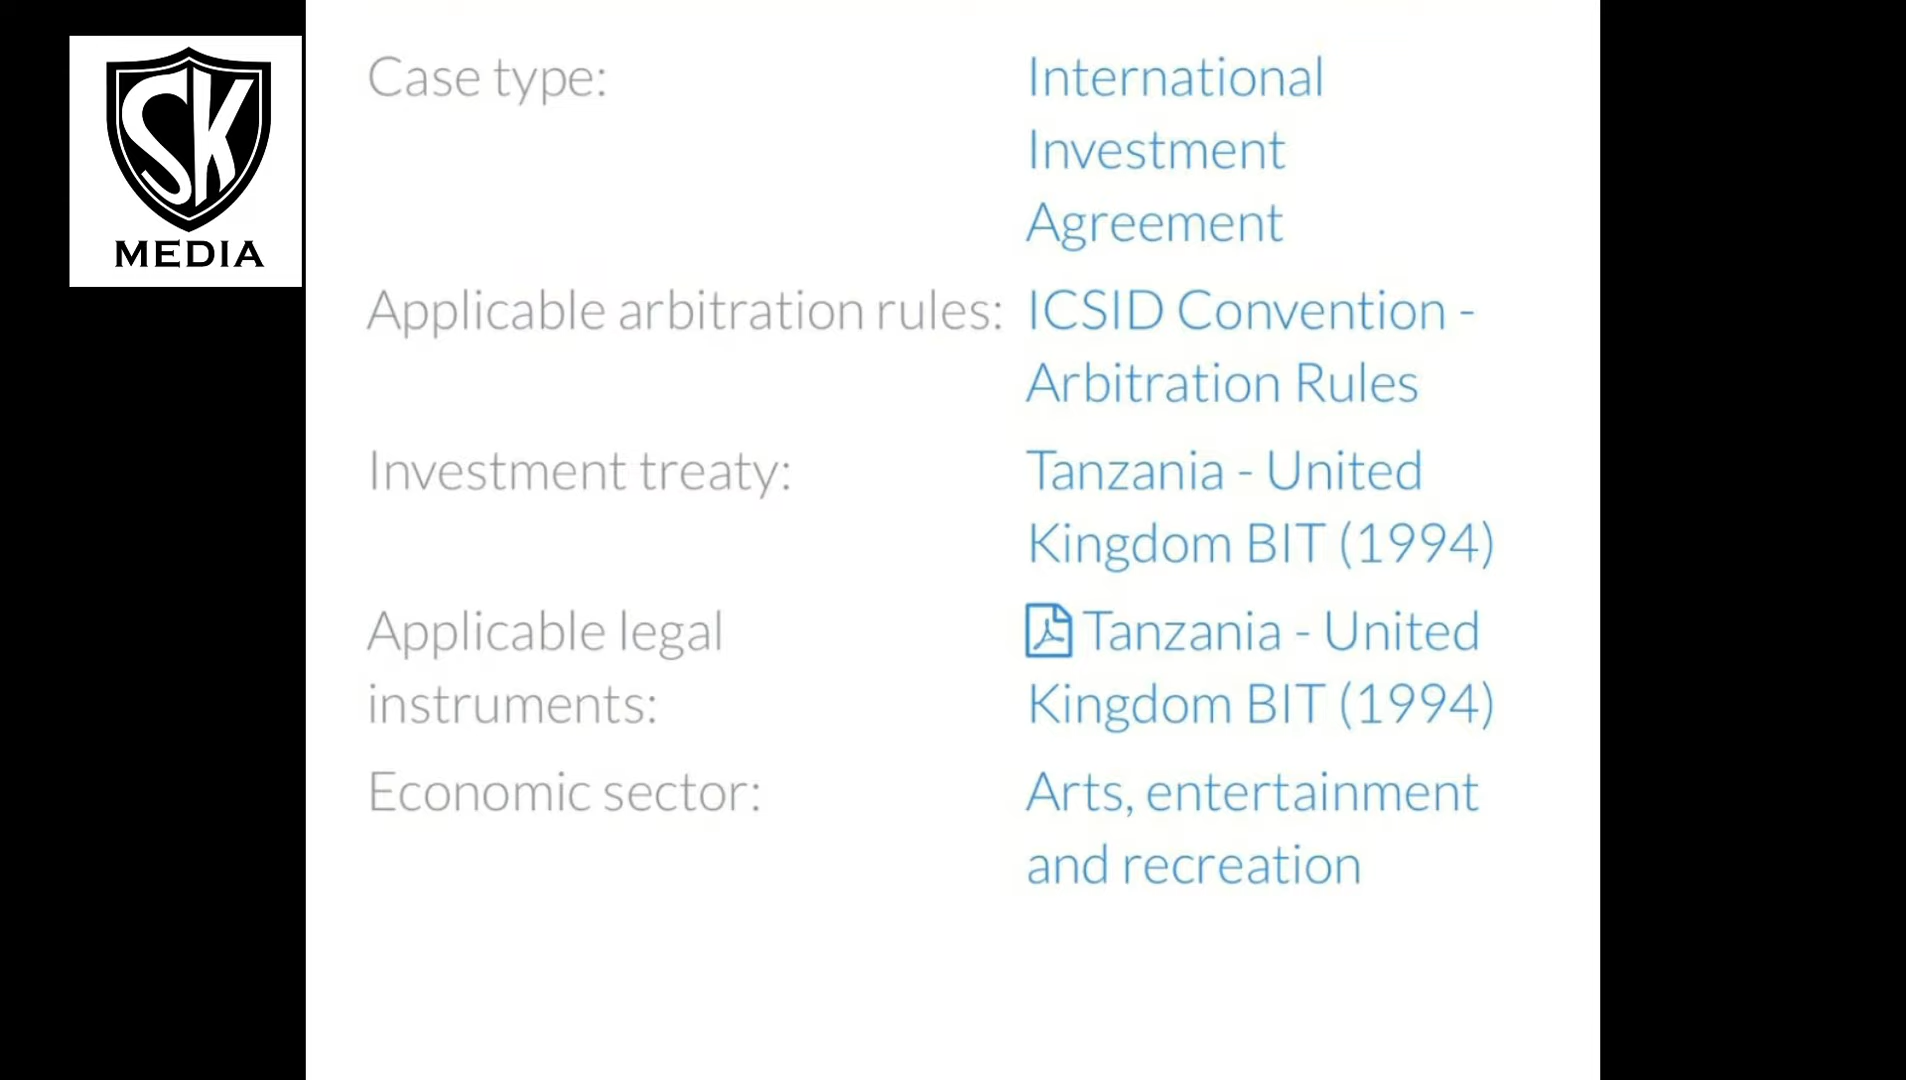 SK
MEDIA
Case type:
International
Investment
Agreement
Applicable arbitration rules:
ICSID Convention -
Arbitration Rules
Investment treaty:
Tanzania - United
Kingdom BIT (1994)
Applicable legal
instruments:
Tanzania - United
Kingdom BIT (1994)
Economic sector:
Arts, entertainment
and recreation